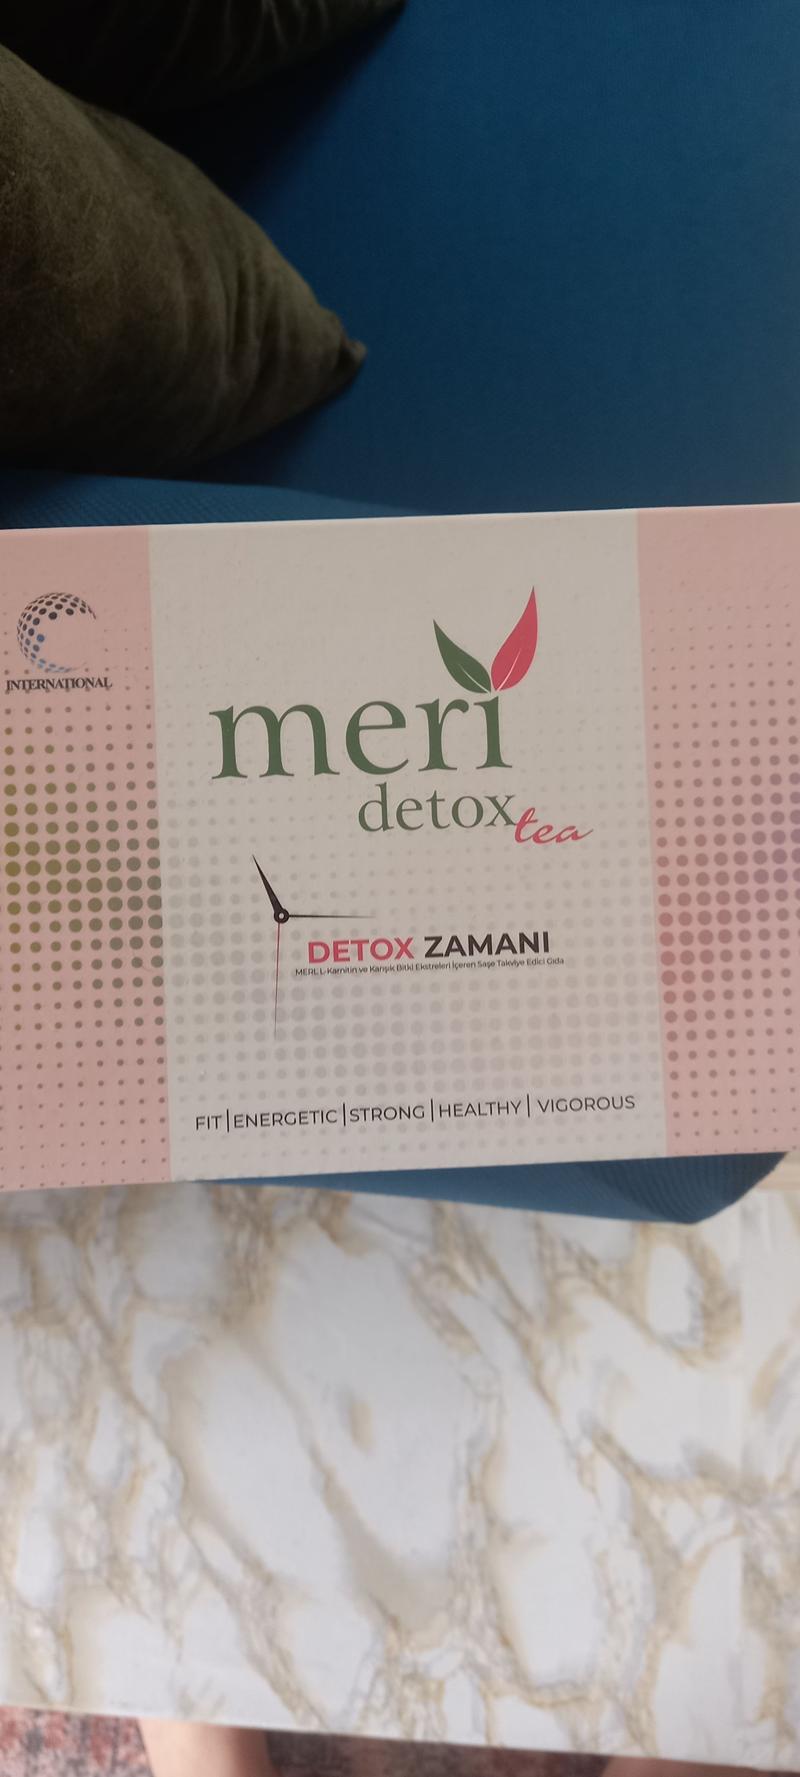 INTERNATIONAL
meri
detox tea
DETOX ZAMANI
MERİ L-Karnitin ve Karışık Bitki Ekstreleri İçeren Saşe Takviye Edici Gıda
FIT|ENERGETIC|STRONG|HEALTHY|VIGOROUS